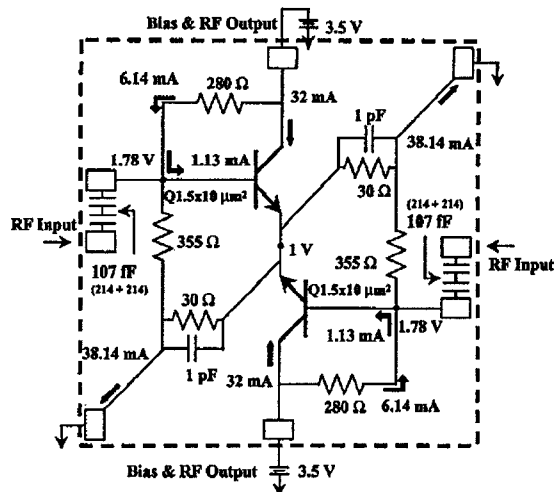 Bias & RF Output
3.5 V
6.14 mA
280 Ω
32 mA
1 pF
38.14 mA
1.78 V
1.13 mA
Q1.5x10 μm²
30 Ω
(214 + 214)
107 fF
RF Input
355 Ω
1 V
355 Ω
RF Input
107 fF
(214 + 214)
30 Ω
Q1.5x10 μm²
1.78 V
1.13 mA
38.14 mA
1 pF
32 mA
280 Ω
6.14 mA
Bias & RF Output
3.5 V